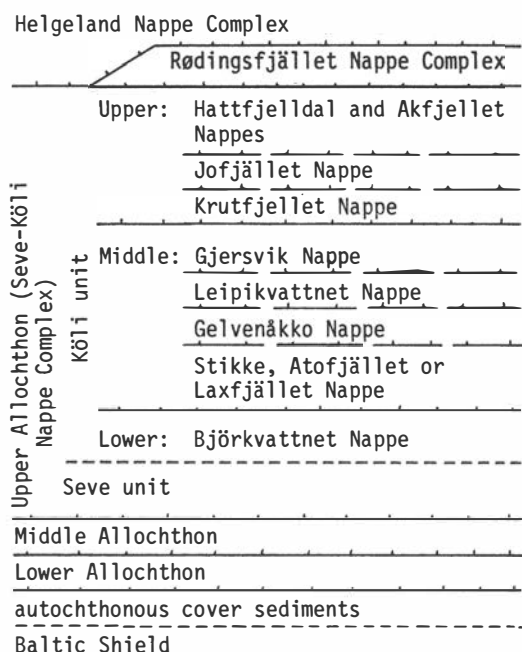 Helgeland Nappe Complex
Rødingsfjället Nappe Complex
Upper: Hattfjelldal and Akfjellet
Nappes
Jofjället Nappe
Krutfjellet Nappe
Middle: Gjersvik Nappe
Leipikvattnet Nappe
Gelvenåkko Nappe
Stikke, Atofjället or
Laxfjället Nappe
Lower: Björkvattnet Nappe
Köli unit
Upper Allochthon (Seve-Köli
Nappe Complex)
Seve unit
Middle Allochthon
Lower Allochthon
autochthonous cover sediments
Baltic Shield